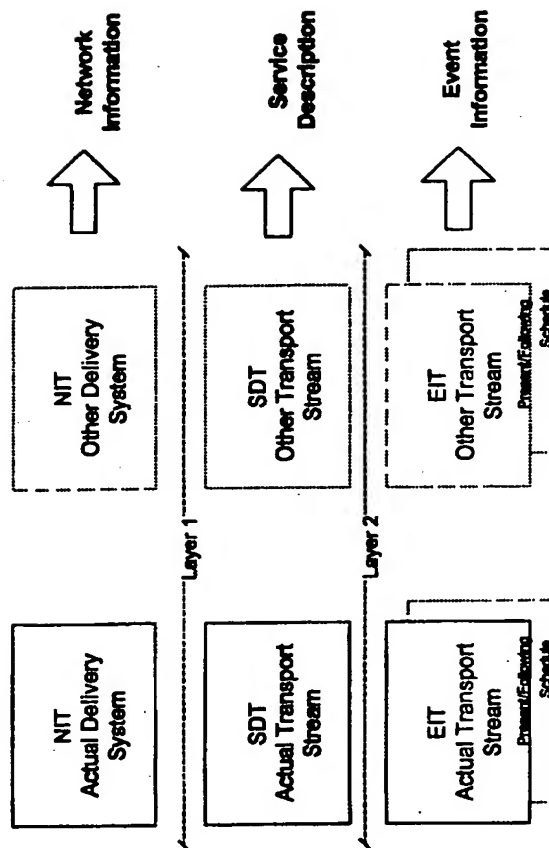 NIT
Actual Delivery
System
NIT
Other Delivery
System
Network
Information
Layer 1
SDT
Actual Transport
Stream
SDT
Other Transport
Stream
Service
Description
Layer 2
EIT
Actual Transport
Stream
Present/Following
Schedule
EIT
Other Transport
Stream
Present/Following
Schedule
Event
Information